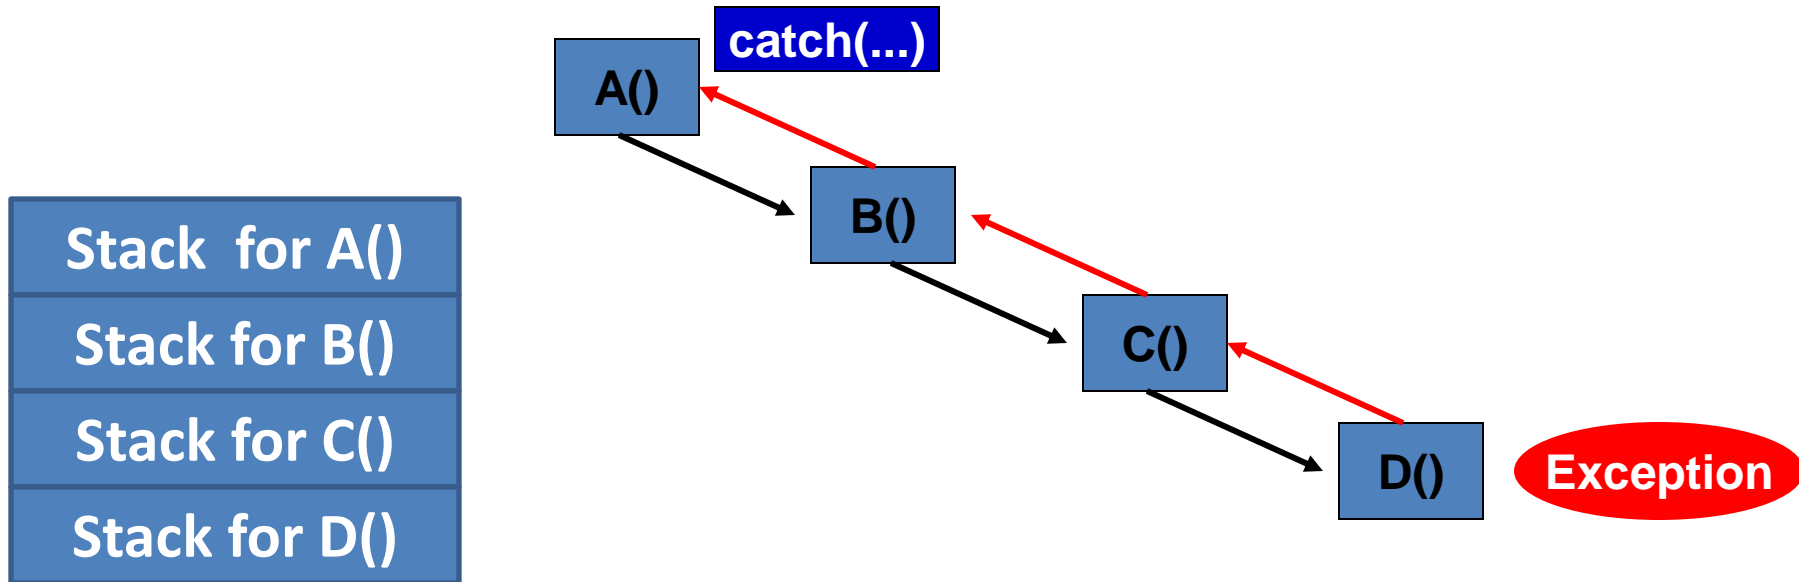 catch(...)
A()
B()
C()
D()
Exception
Stack  for A()
Stack for B()
Stack for C()
Stack for D()